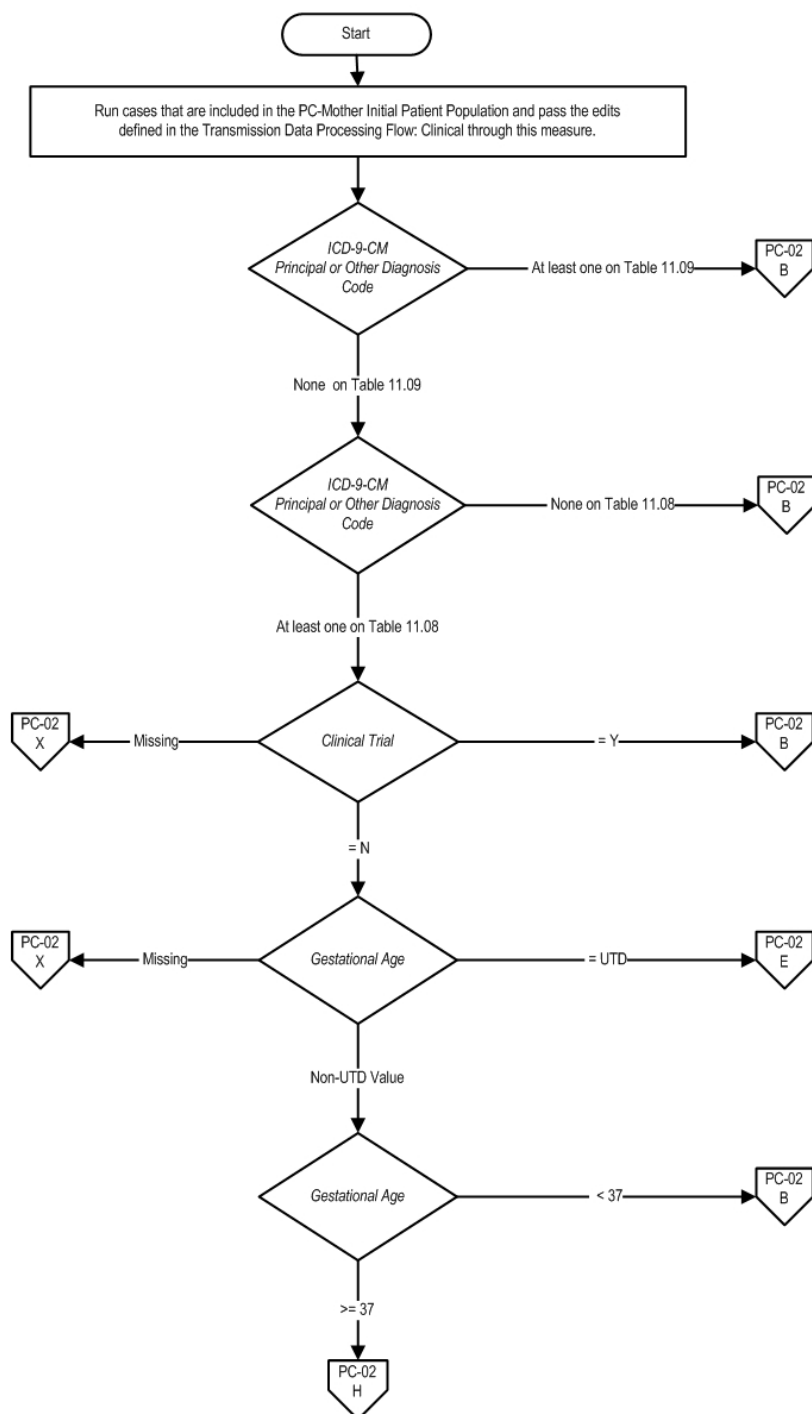 Start
Run cases that are included in the PC-Mother Initial Patient Population and pass the edits
defined in the Transmission Data Processing Flow: Clinical through this measure.
ICD-9-CM
Principal or Other Diagnosis
Code
At least one on Table 11.09
PC-02
B
None on Table 11.09
ICD-9-CM
Principal or Other Diagnosis
Code
None on Table 11.08
PC-02
B
At least one on Table 11.08
PC-02
X
Missing
Clinical Trial
= Y
PC-02
B
= N
PC-02
X
Missing
Gestational Age
= UTD
PC-02
E
Non-UTD Value
Gestational Age
< 37
PC-02
B
>= 37
PC-02
H